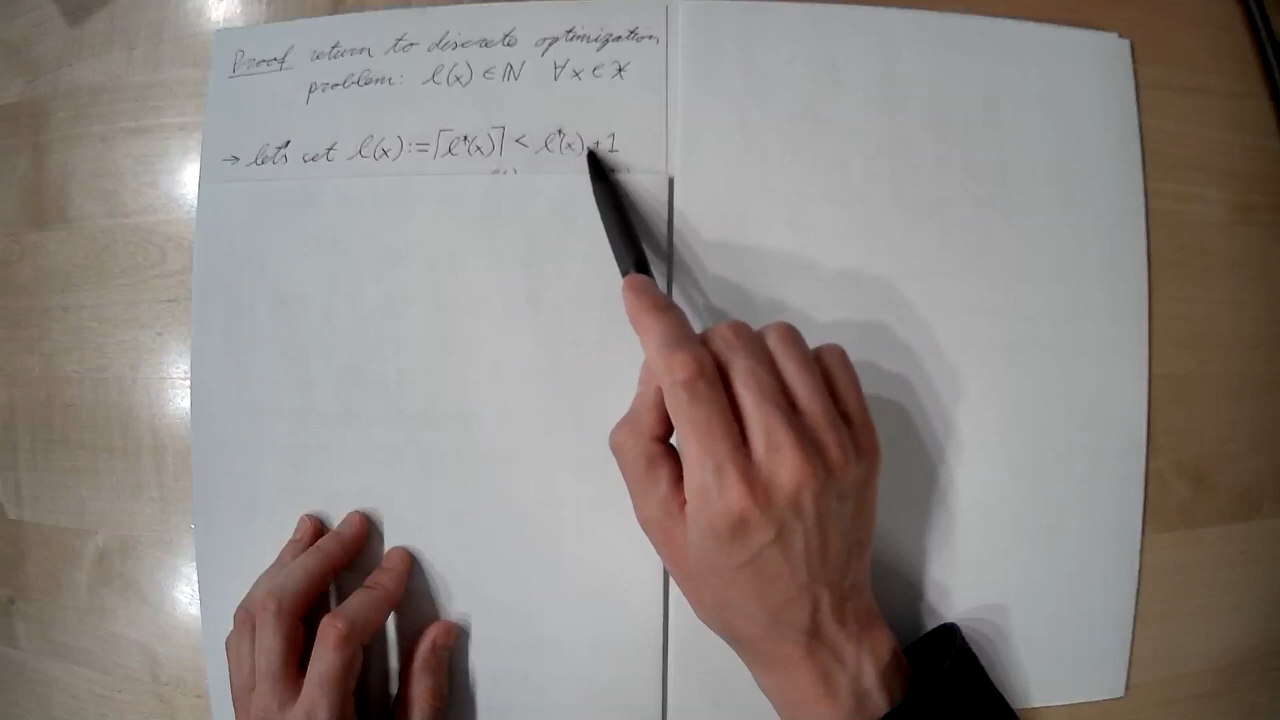 Proof return to discrete optimization
problem: l(x) ∈ ℕ ∀x ∈ 𝒳
→ let's set l(x) := ⌈l*(x)⌉ < l*(x) + 1